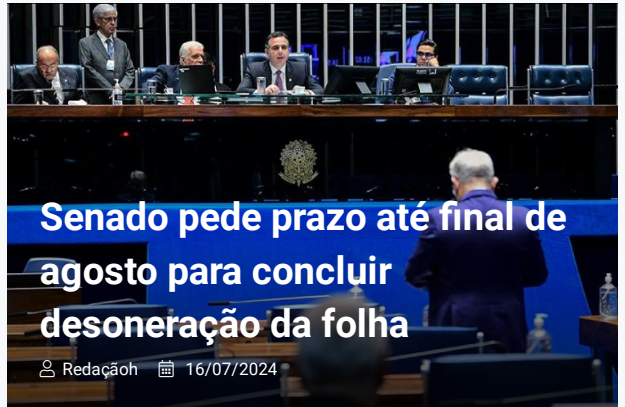 Senado pede prazo até final de
agosto para concluir
desoneração da folha
Redaçãoh 16/07/2024